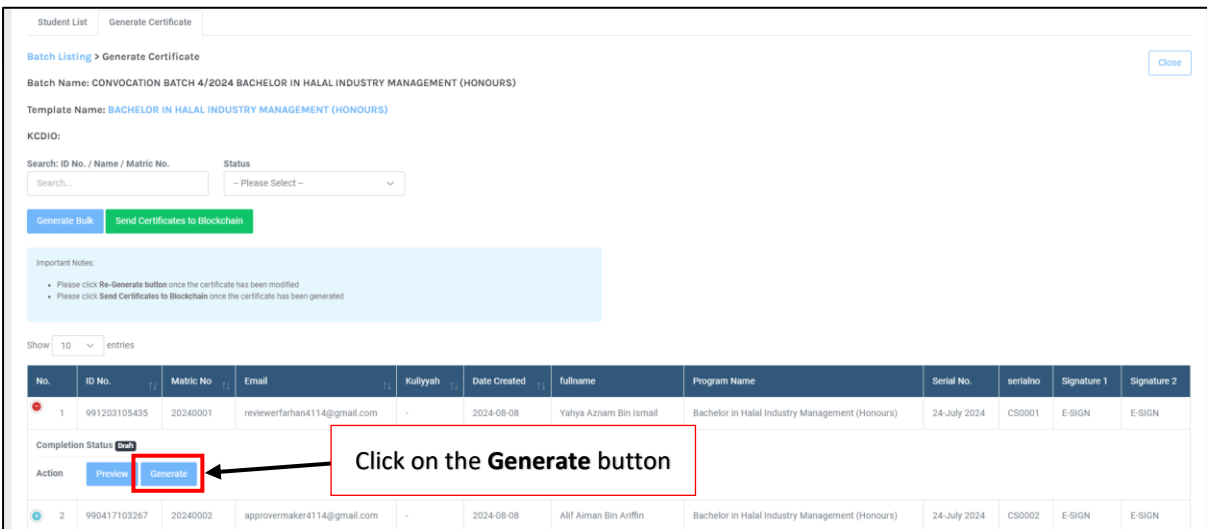 Student List Generate Certificate
Batch Listing > Generate Certificate
Close
Batch Name: CONVOCATION BATCH 4/2024 BACHELOR IN HALAL INDUSTRY MANAGEMENT (HONOURS)
Template Name: BACHELOR IN HALAL INDUSTRY MANAGEMENT (HONOURS)
KCDIO:
Search: ID No. / Name / Matric No. Status
Search... -- Please Select --
Generate Bulk Send Certificates to Blockchain
Important Notes:
• Please click Re-Generate button once the certificate has been modified
• Please click Send Certificates to Blockchain once the certificate has been generated
Show 10 entries
No. ID No. Matric No Email Kuliyyah Date Created fullname Program Name Serial No. serialno Signature 1 Signature 2
1 991203105435 20240001 reviewerfarhan4114@gmail.com - 2024-08-08 Yahya Aznam Bin Ismail Bachelor in Halal Industry Management (Honours) 24-July 2024 CS0001 E-SIGN E-SIGN
Completion Status Draft
Action Preview Generate
Click on the Generate button
2 990417103267 20240002 approvermaker4114@gmail.com - 2024-08-08 Alif Aiman Bin Ariffin Bachelor in Halal Industry Management (Honours) 24-July 2024 CS0002 E-SIGN E-SIGN